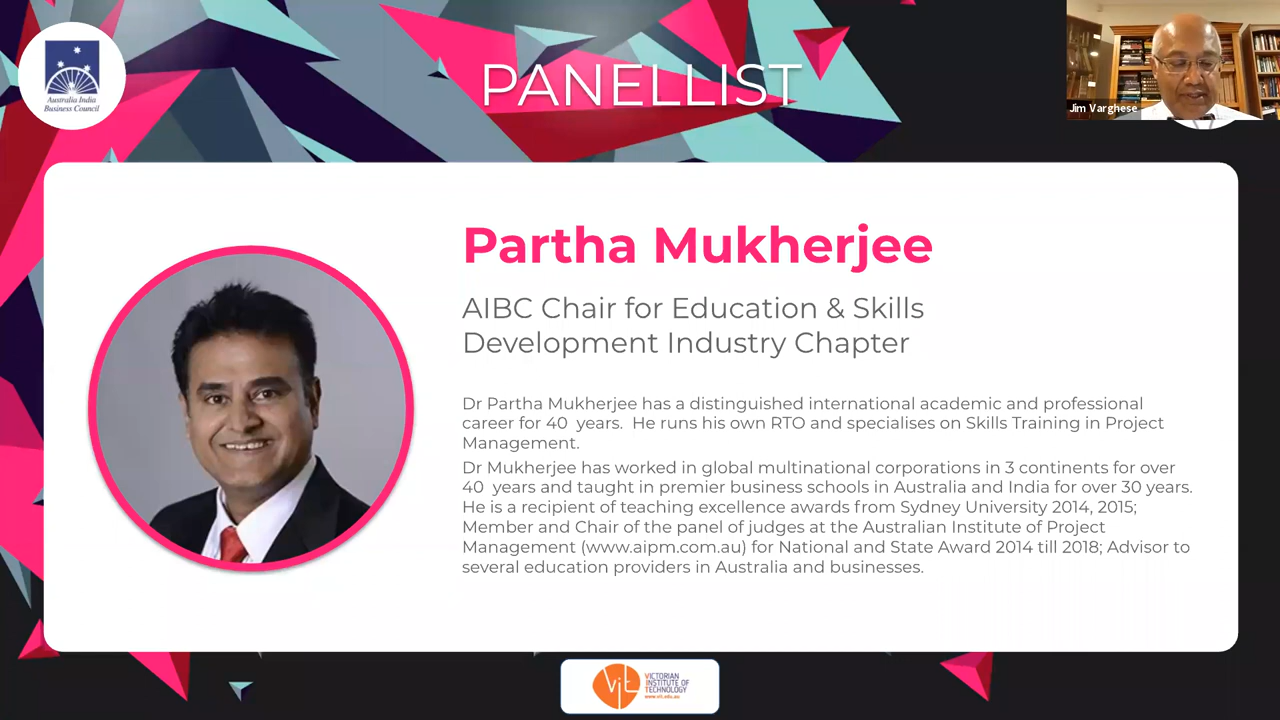 Australia India
Business Council
PANELLIST
Jim Varghese
Partha Mukherjee
AIBC Chair for Education & Skills
Development Industry Chapter
Dr Partha Mukherjee has a distinguished international academic and professional
career for 40  years.  He runs his own RTO and specialises on Skills Training in Project
Management.
Dr Mukherjee has worked in global multinational corporations in 3 continents for over
40  years and taught in premier business schools in Australia and India for over 30 years.
He is a recipient of teaching excellence awards from Sydney University 2014, 2015;
Member and Chair of the panel of judges at the Australian Institute of Project
Management (www.aipm.com.au) for National and State Award 2014 till 2018; Advisor to
several education providers in Australia and businesses.
vit
VICTORIAN
INSTITUTE OF
TECHNOLOGY
www.vit.edu.au